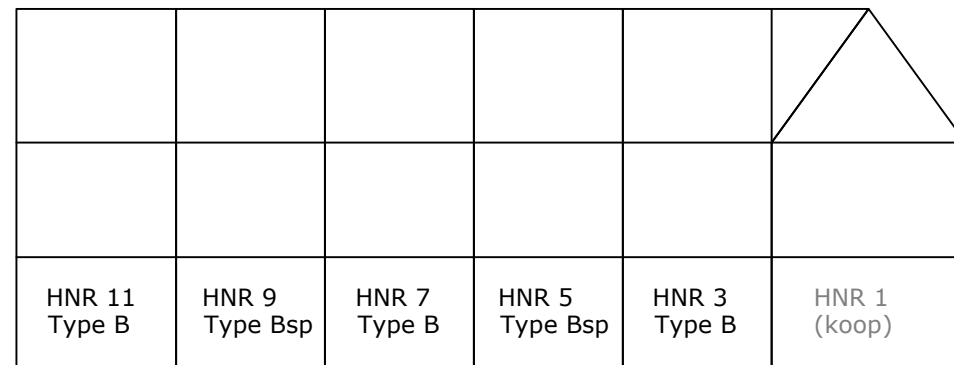 HNR 11
Type B
HNR 9
Type Bsp
HNR 7
Type B
HNR 5
Type Bsp
HNR 3
Type B
HNR 1
(koop)